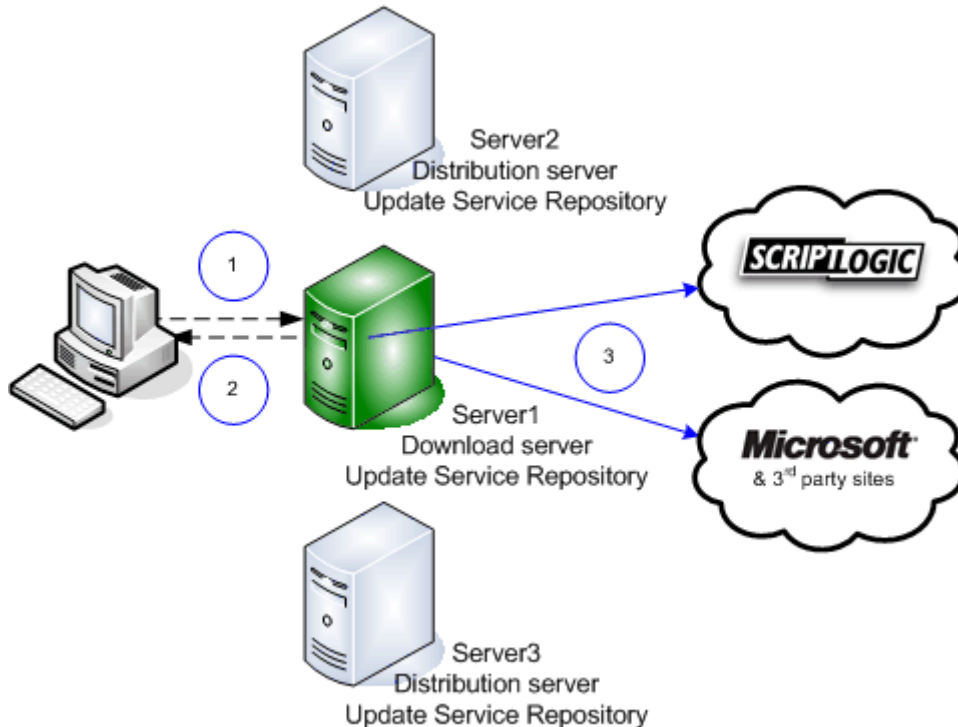 Server2
Distribution server
Update Service Repository
1
SCRIPTLOGIC
3
2
Server1
Download server
Update Service Repository
Microsoft
& 3rd party sites
Server3
Distribution server
Update Service Repository